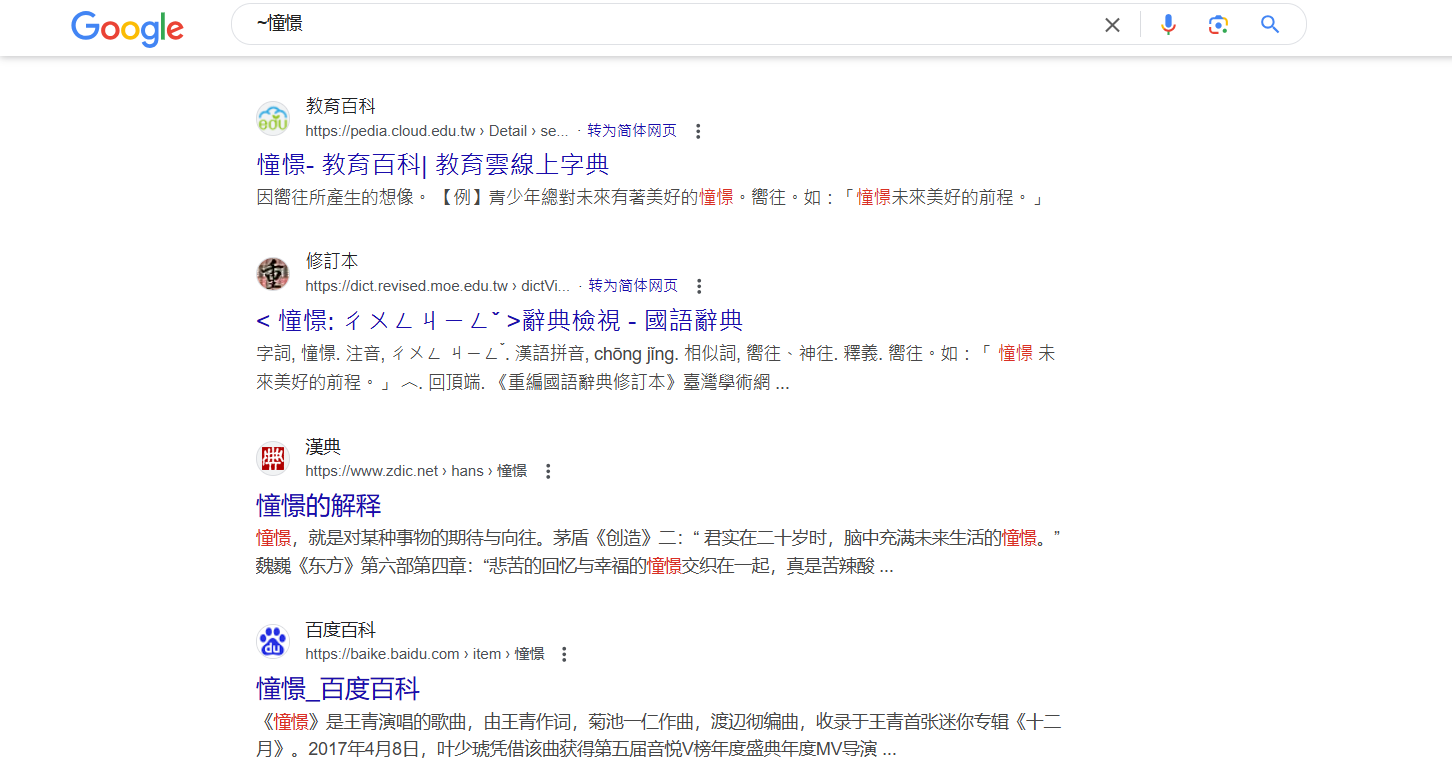 Google
~憧憬
教育百科
https://pedia.cloud.edu.tw › Detail › se... · 转为简体网页
憧憬- 教育百科| 教育雲線上字典
因嚮往所產生的想像。 【例】青少年總對未來有著美好的憧憬。嚮往。如：「憧憬未來美好的前程。」
修訂本
https://dict.revised.moe.edu.tw › dictVi... · 转为简体网页
< 憧憬: ㄔㄨㄥ ㄐㄧㄥˇ >辭典檢視 - 國語辭典
字詞, 憧憬. 注音, ㄔㄨㄥ ㄐㄧㄥˇ. 漢語拼音, chōng jǐng. 相似詞, 嚮往、神往. 釋義. 嚮往。如：「 憧憬 未
來美好的前程。」 ︿. 回頂端. 《重編國語辭典修訂本》臺灣學術網 ...
漢典
https://www.zdic.net › hans › 憧憬
憧憬的解释
憧憬，就是对某种事物的期待与向往。茅盾《创造》二：“ 君实在二十岁时，脑中充满未来生活的憧憬。”
魏巍《东方》第六部第四章：“悲苦的回忆与幸福的憧憬交织在一起，真是苦辣酸 ...
百度百科
https://baike.baidu.com › item › 憧憬
憧憬_百度百科
《憧憬》是王青演唱的歌曲，由王青作词，菊池一仁作曲，渡辺彻编曲，收录于王青首张迷你专辑《十二
月》。2017年4月8日，叶少琥凭借该曲获得第五届音悦V榜年度盛典年度MV导演 ...